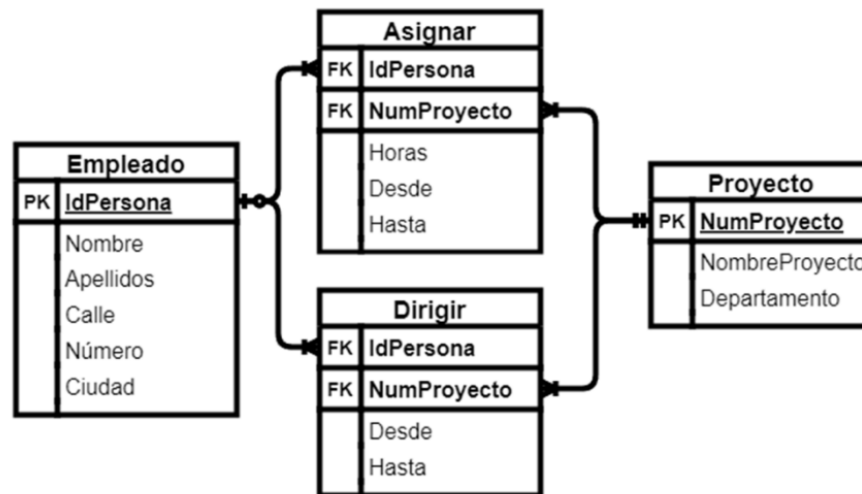 Asignar
FK IdPersona
FK NumProyecto
Horas
Desde
Hasta
Empleado
PK IdPersona
Nombre
Apellidos
Calle
Número
Ciudad
Proyecto
PK NumProyecto
NombreProyecto
Departamento
Dirigir
FK IdPersona
FK NumProyecto
Desde
Hasta